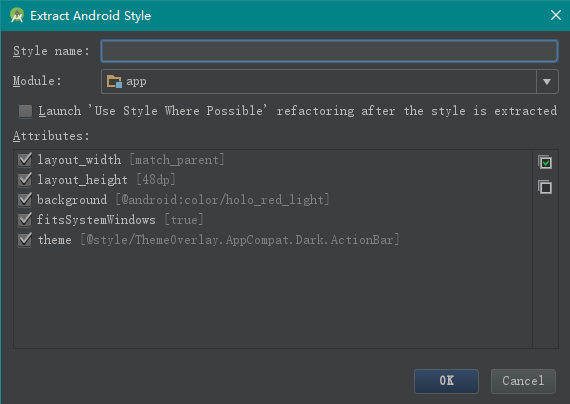 Extract Android Style
Style name:
Module: app
Launch 'Use Style Where Possible' refactoring after the style is extracted
Attributes:
layout_width [match_parent]
layout_height [48dp]
background [@android:color/holo_red_light]
fitsSystemWindows [true]
theme [@style/ThemeOverlay.AppCompat.Dark.ActionBar]
OK Cancel